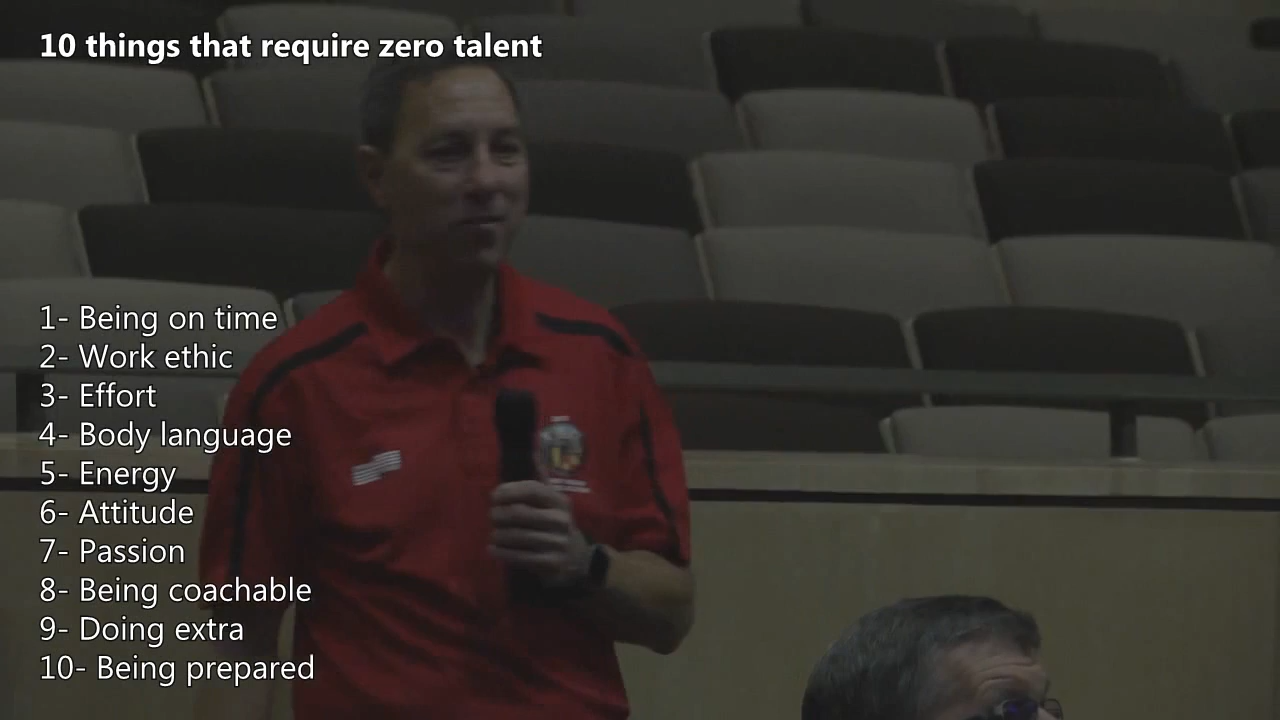 10 things that require zero talent
1- Being on time
2- Work ethic
3- Effort
4- Body language
5- Energy
6- Attitude
7- Passion
8- Being coachable
9- Doing extra
10- Being prepared